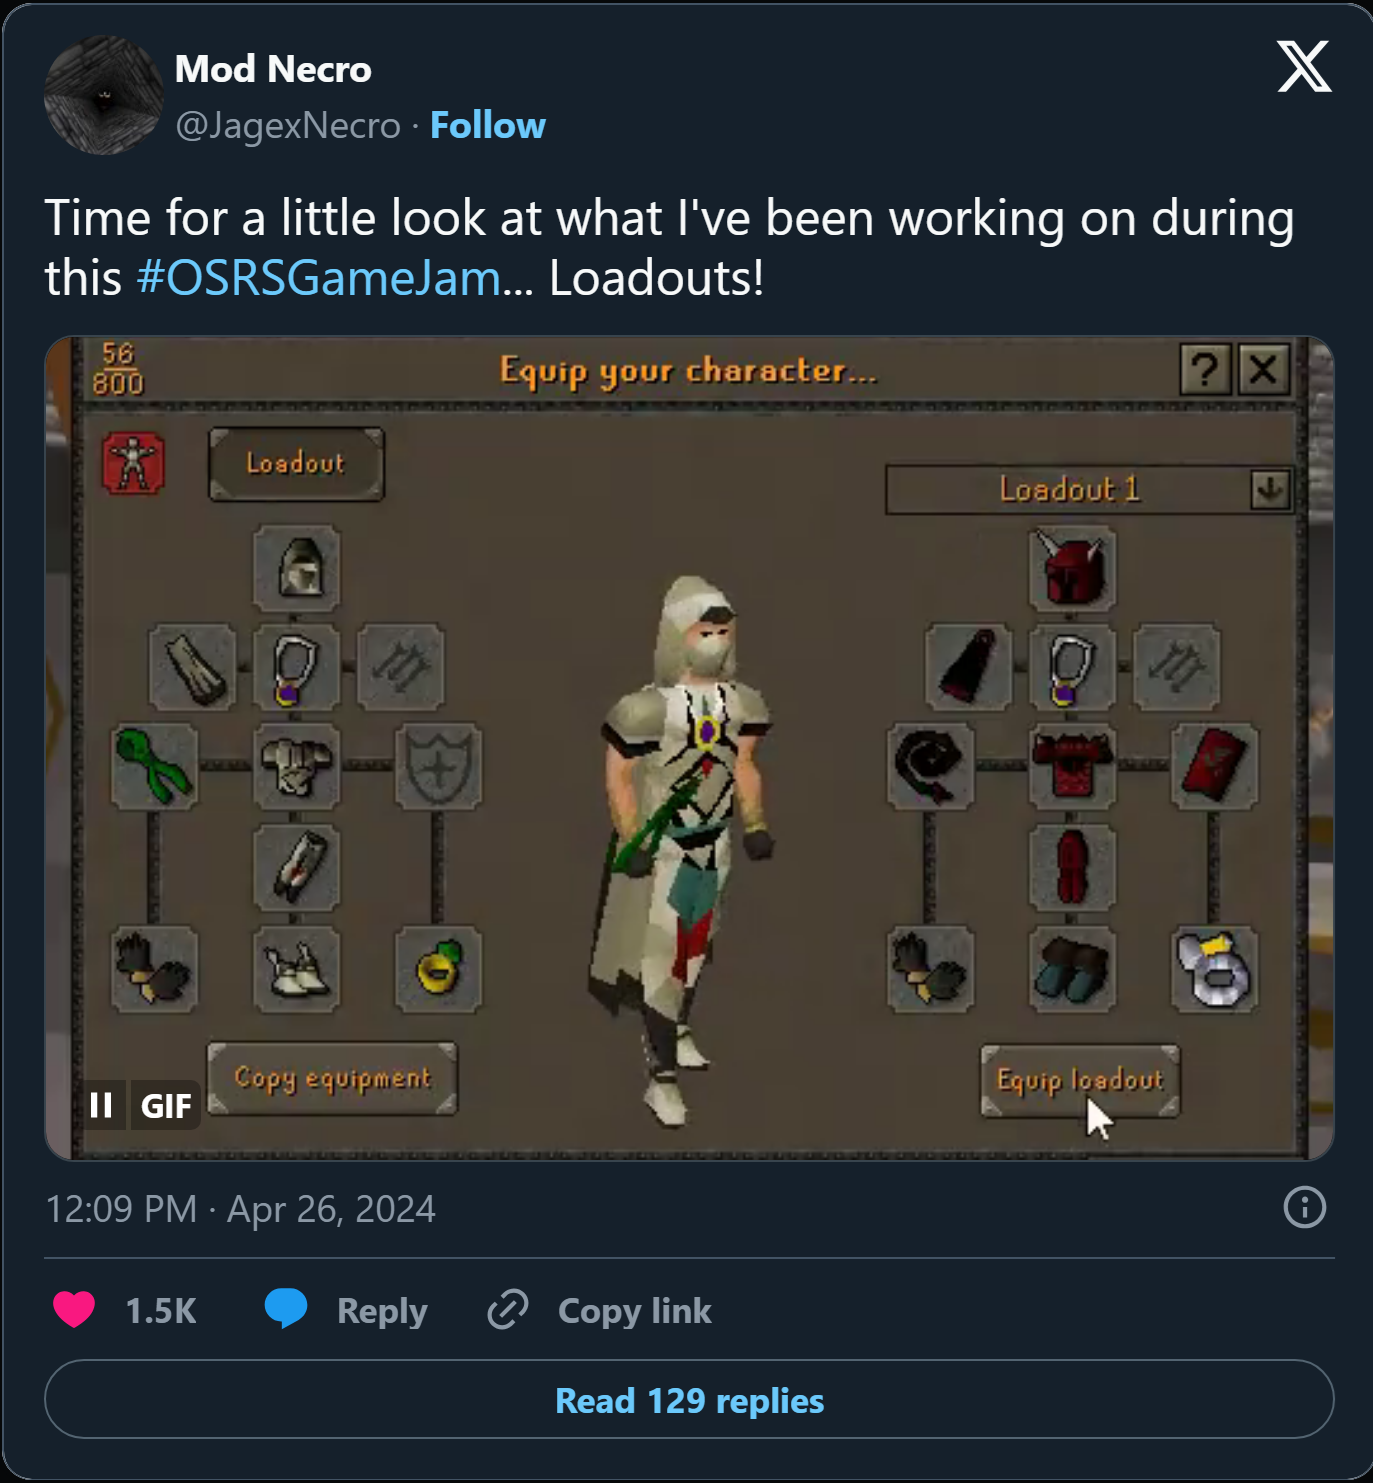 Mod Necro
@JagexNecro · Follow
Time for a little look at what I've been working on during
this #OSRSGameJam... Loadouts!
56
800
Equip your character...
?
X
Loadout
Loadout 1
Copy equipment
Equip loadout
GIF
12:09 PM · Apr 26, 2024
1.5K
Reply
Copy link
Read 129 replies